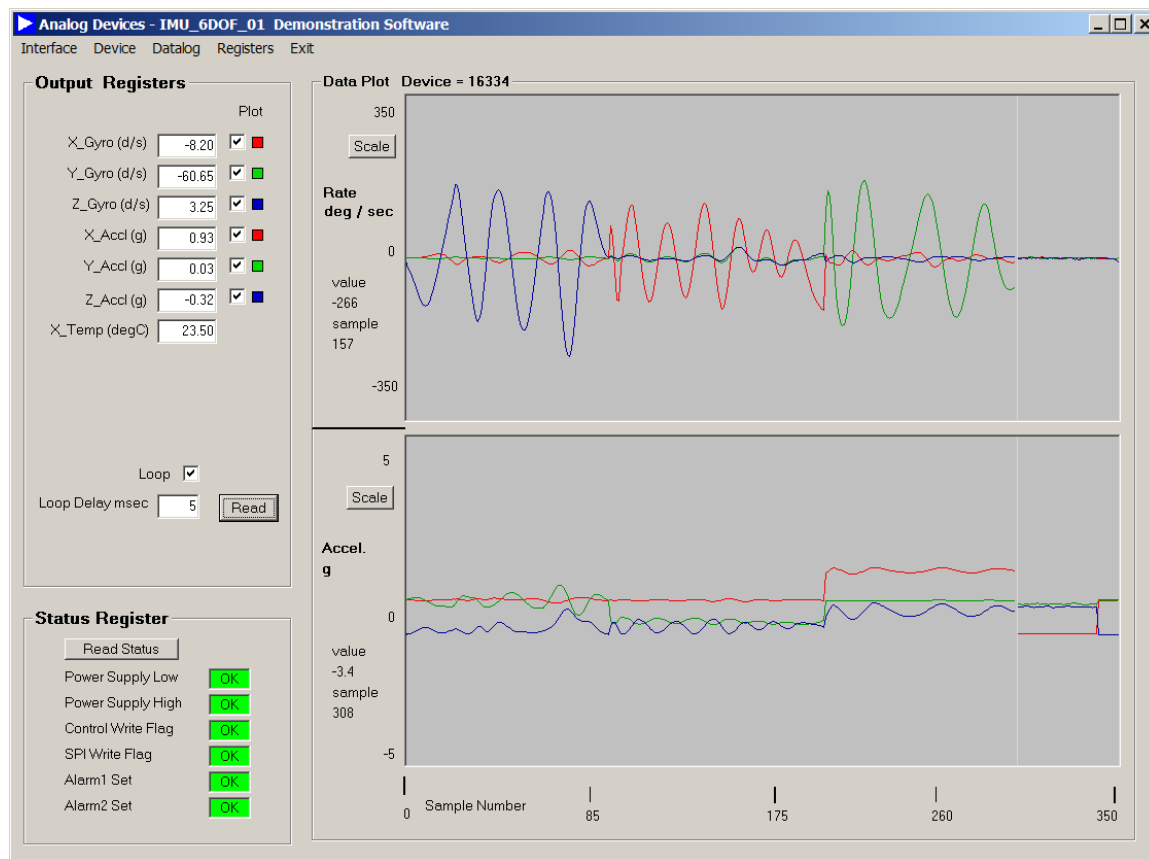 Analog Devices - IMU_6DOF_01 Demonstration Software
Interface Device Datalog Registers Exit
Output Registers
Plot
X_Gyro (d/s) -8.20
Y_Gyro (d/s) -60.65
Z_Gyro (d/s) 3.25
X_Accl (g) 0.93
Y_Accl (g) 0.03
Z_Accl (g) -0.32
X_Temp (degC) 23.50
Loop
Loop Delay msec 5 Read
Status Register
Read Status
Power Supply Low OK
Power Supply High OK
Control Write Flag OK
SPI Write Flag OK
Alarm1 Set OK
Alarm2 Set OK
Data Plot Device = 16334
350
Scale
Rate
deg / sec
0
value
-266
sample
157
-350
5
Scale
Accel.
g
0
value
-3.4
sample
308
-5
Sample Number
0 85 175 260 350